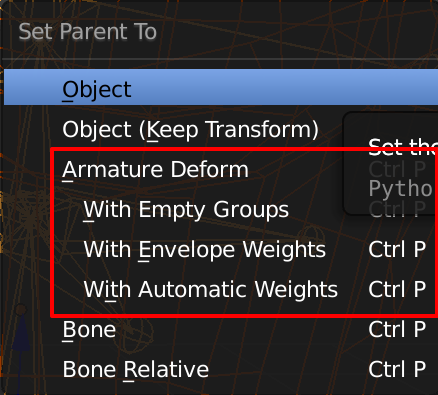 Set Parent To
Object
Object (Keep Transform)
Set the
Armature Deform Ctrl P
Pytho
With Empty Groups Ctrl P
With Envelope Weights Ctrl P
With Automatic Weights Ctrl P
Bone Ctrl P
Bone Relative Ctrl P